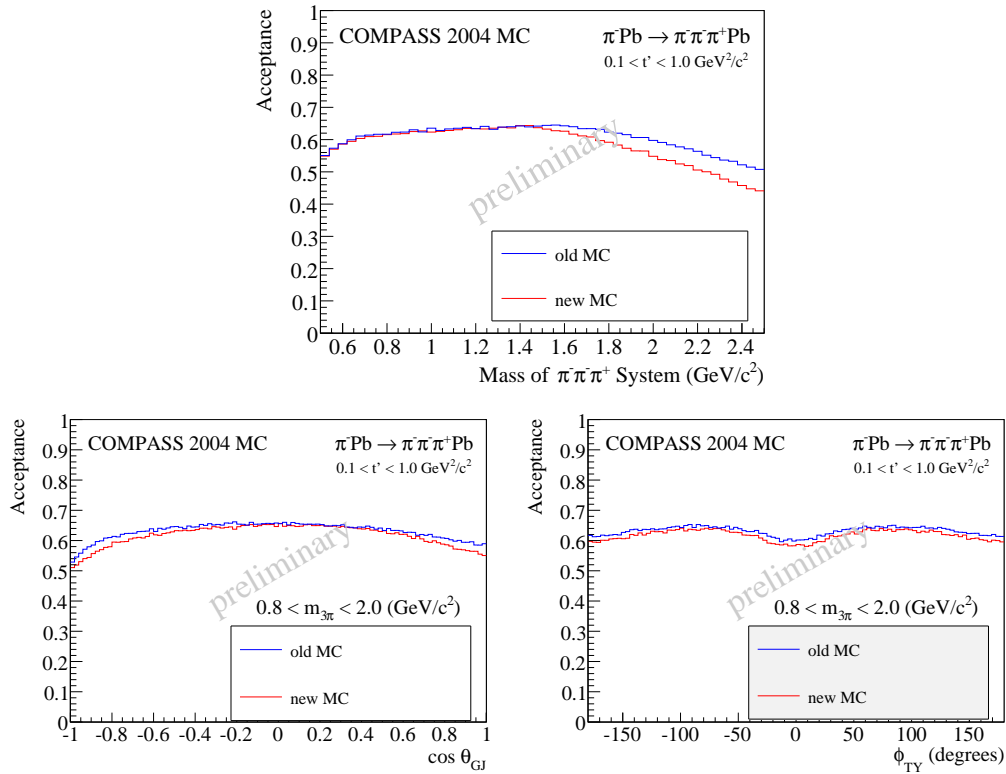 COMPASS 2004 MC
π⁻Pb → π⁻π⁻π⁺Pb
0.1 < t' < 1.0 GeV²/c²
Acceptance
1
0.9
0.8
0.7
0.6
0.5
0.4
0.3
0.2
0.1
0
preliminary
old MC
new MC
0.6 0.8 1 1.2 1.4 1.6 1.8 2 2.2 2.4
Mass of π⁻π⁻π⁺ System (GeV/c²)
COMPASS 2004 MC
π⁻Pb → π⁻π⁻π⁺Pb
0.1 < t' < 1.0 GeV²/c²
Acceptance
1
0.9
0.8
0.7
0.6
0.5
0.4
0.3
0.2
0.1
0
preliminary
0.8 < m₃π < 2.0 (GeV/c²)
old MC
new MC
-1 -0.8 -0.6 -0.4 -0.2 0 0.2 0.4 0.6 0.8 1
cos θ_GJ
COMPASS 2004 MC
π⁻Pb → π⁻π⁻π⁺Pb
0.1 < t' < 1.0 GeV²/c²
Acceptance
1
0.9
0.8
0.7
0.6
0.5
0.4
0.3
0.2
0.1
0
preliminary
0.8 < m₃π < 2.0 (GeV/c²)
old MC
new MC
-150 -100 -50 0 50 100 150
ϕ_TY (degrees)